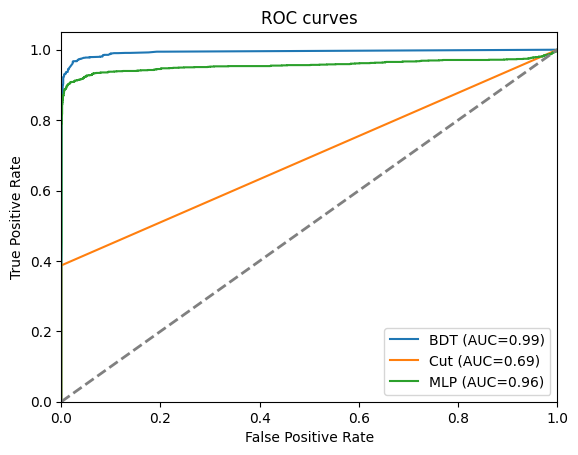 ROC curves
True Positive Rate
1.0
0.8
0.6
0.4
0.2
0.0
0.0 0.2 0.4 0.6 0.8 1.0
False Positive Rate
BDT (AUC=0.99)
Cut (AUC=0.69)
MLP (AUC=0.96)